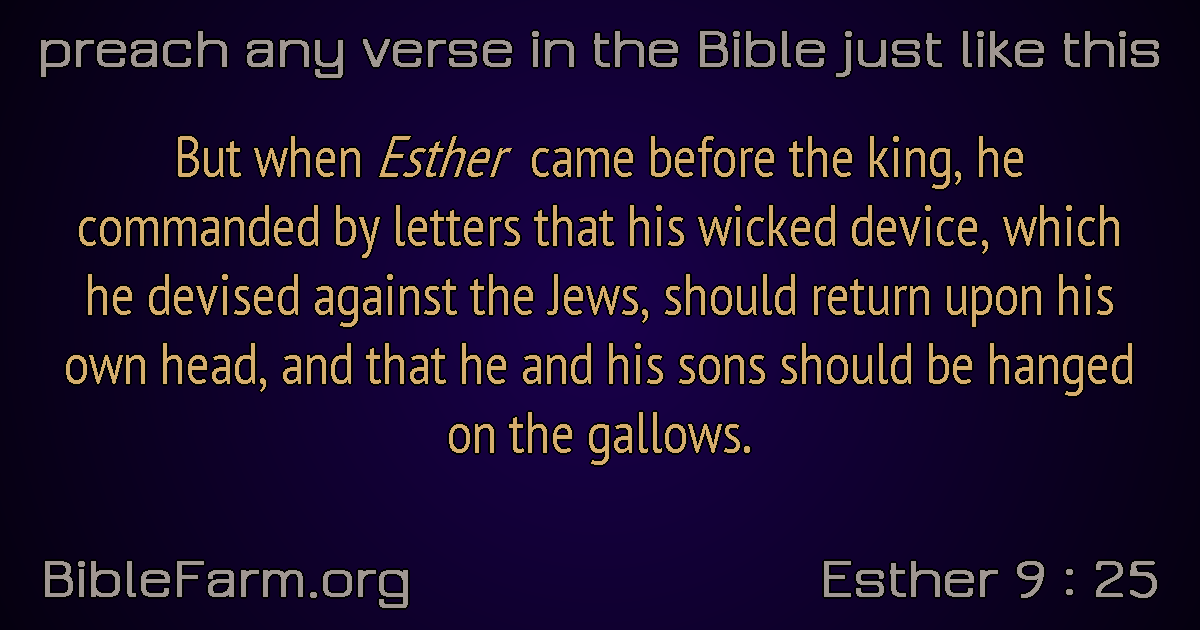 preach any verse in the Bible just like this
But when Esther came before the king, he
commanded by letters that his wicked device, which
he devised against the Jews, should return upon his
own head, and that he and his sons should be hanged
on the gallows.
BibleFarm.org
Esther 9 : 25